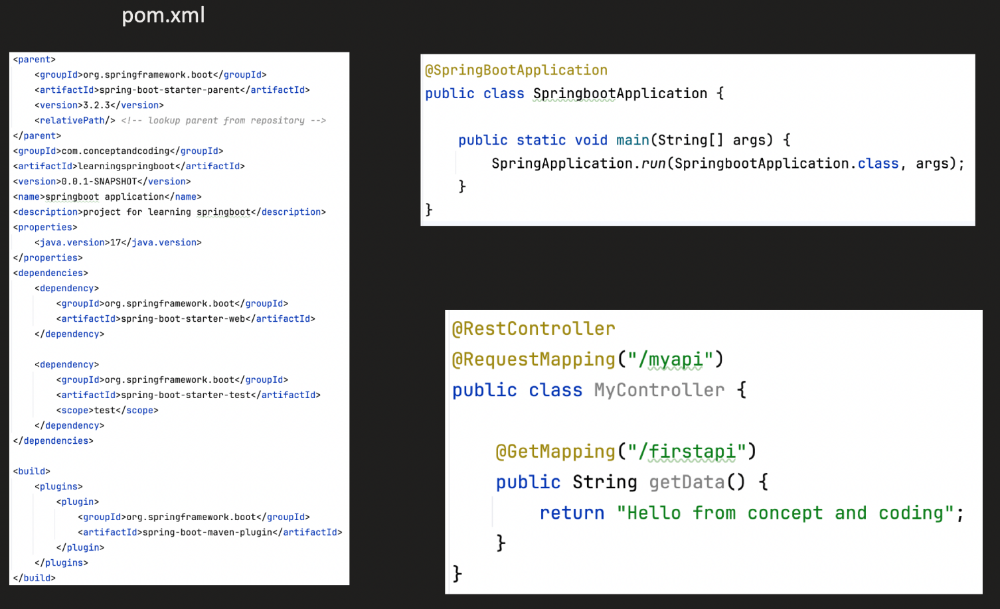 pom.xml
<parent>
<groupId>org.springframework.boot</groupId>
<artifactId>spring-boot-starter-parent</artifactId>
<version>3.2.3</version>
<relativePath/> <!-- lookup parent from repository -->
</parent>
<groupId>com.conceptandcoding</groupId>
<artifactId>learningspringboot</artifactId>
<version>0.0.1-SNAPSHOT</version>
<name>springboot application</name>
<description>project for learning springboot</description>
<properties>
<java.version>17</java.version>
</properties>
<dependencies>
<dependency>
<groupId>org.springframework.boot</groupId>
<artifactId>spring-boot-starter-web</artifactId>
</dependency>
<dependency>
<groupId>org.springframework.boot</groupId>
<artifactId>spring-boot-starter-test</artifactId>
<scope>test</scope>
</dependency>
</dependencies>
<build>
<plugins>
<plugin>
<groupId>org.springframework.boot</groupId>
<artifactId>spring-boot-maven-plugin</artifactId>
</plugin>
</plugins>
</build>
@SpringBootApplication
public class SpringbootApplication {
public static void main(String[] args) {
SpringApplication.run(SpringbootApplication.class, args);
}
}
@RestController
@RequestMapping("/myapi")
public class MyController {
@GetMapping("/firstapi")
public String getData() {
return "Hello from concept and coding";
}
}